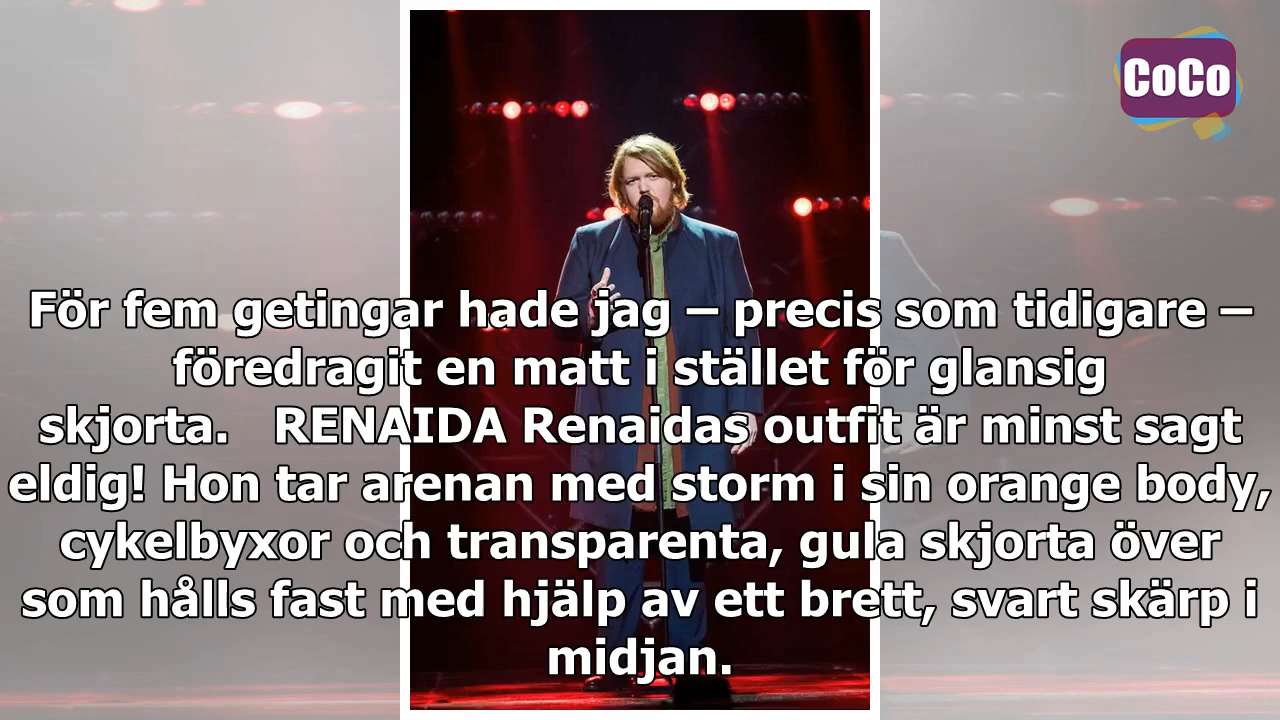 CoCo
För fem getingar hade jag – precis som tidigare –
föredragit en matt i stället för glansig
skjorta.   RENAIDA Renaidas outfit är minst sagt
eldig! Hon tar arenan med storm i sin orange body,
cykelbyxor och transparenta, gula skjorta över
som hålls fast med hjälp av ett brett, svart skärp i
midjan.